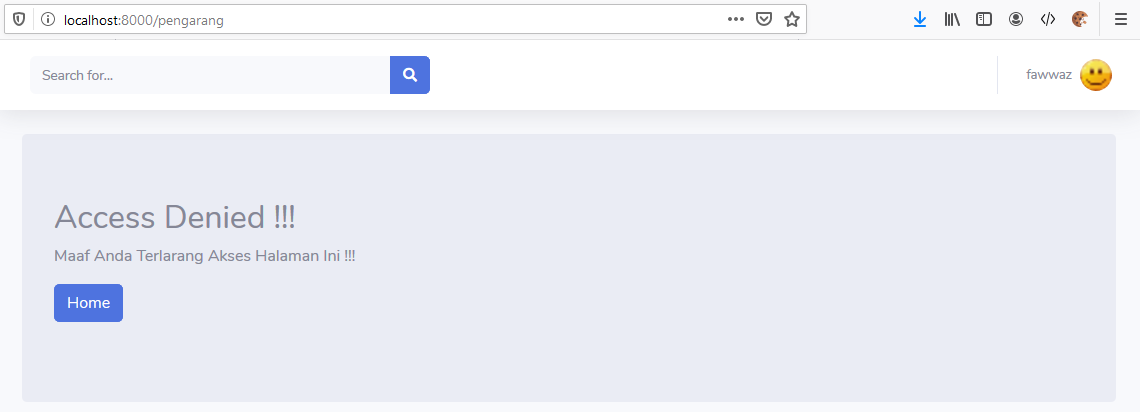 localhost:8000/pengarang
Search for...
fawwaz
Access Denied !!!
Maaf Anda Terlarang Akses Halaman Ini !!!
Home